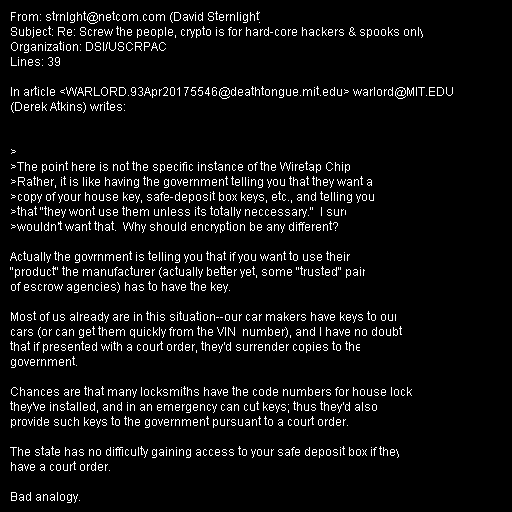 From: strnlght@netcom.com (David Sternlight)
Subject: Re: Screw the people, crypto is for hard-core hackers & spooks only
Organization: DSI/USCRPAC
Lines: 39
In article <WARLORD.93Apr20175546@deathtongue.mit.edu> warlord@MIT.EDU
(Derek Atkins) writes:
>
>The point here is not the specific instance of the Wiretap Chip
>Rather, it is like having the government telling you that they want a
>copy of your house key, safe-deposit box keys, etc., and telling you
>that "they wont use them unless its totally neccessary." I sure
>wouldn't want that. Why should encryption be any different?
Actually the govrnment is telling you that if you want to use their
"product" the manufacturer (actually better yet, some "trusted" pair
of escrow agencies) has to have the key.
Most of us already are in this situation--our car makers have keys to our
cars (or can get them quickly from the VIN number), and I have no doubt
that if presented with a court order, they'd surrender copies to the
government.
Chances are that many locksmiths have the code numbers for house lock
they've installed, and in an emergency can cut keys; thus they'd also
provide such keys to the government pursuant to a court order.
The state has no difficulty gaining access to your safe deposit box if they
have a court order.
Bad analogy.